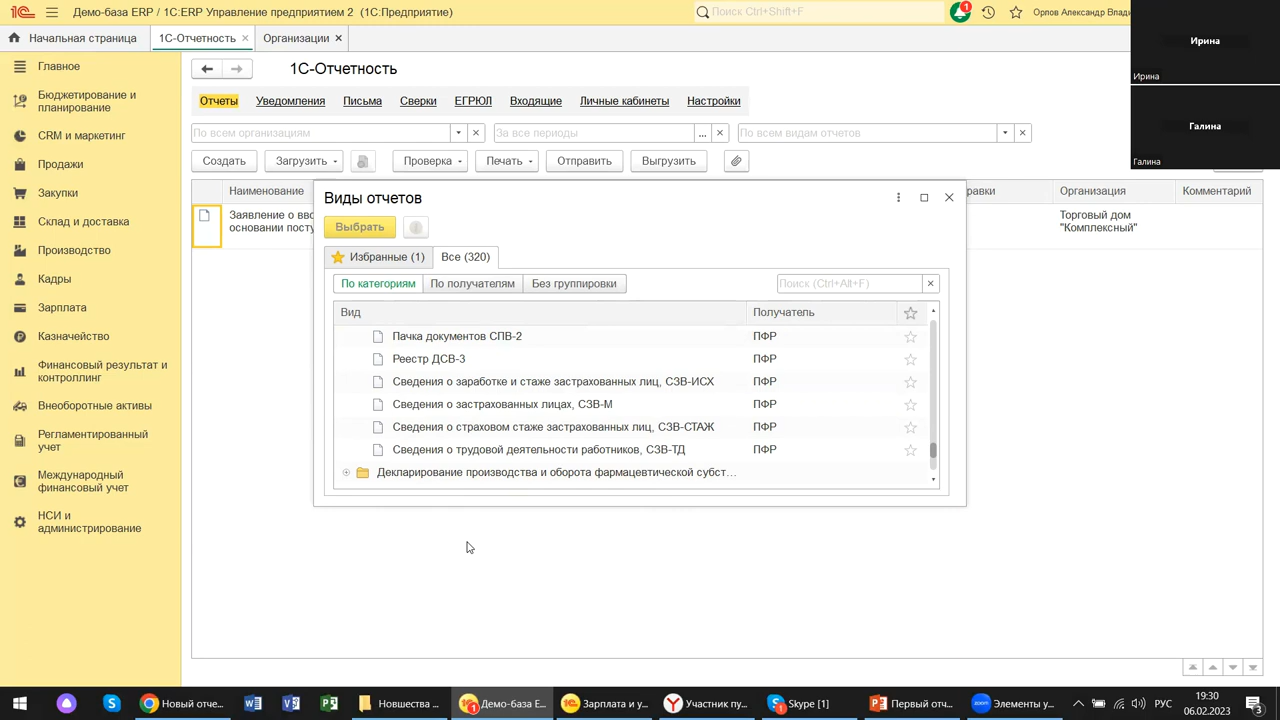 Демо-база ERP / 1С:ERP Управление предприятием 2 (1С:Предприятие)
Поиск Ctrl+Shift+F
1
Орлов Александр Влади
Начальная страница
1С-Отчетность
Организации
Ирина
Ирина
Галина
Галина
Главное
Бюджетирование и
планирование
CRM и маркетинг
Продажи
Закупки
Склад и доставка
Производство
Кадры
Зарплата
Казначейство
Финансовый результат и
контроллинг
Внеоборотные активы
Регламентированный
учет
Международный
финансовый учет
НСИ и
администрирование
1С-Отчетность
Отчеты Уведомления Письма Сверки ЕГРЮЛ Входящие Личные кабинеты Настройки
По всем организациям
За все периоды
...
По всем видам отчетов
Создать Загрузить Проверка Печать Отправить Выгрузить
Наименование
равки
Организация
Комментарий
Заявление о вво
основании посту
Торговый дом
"Комплексный"
Виды отчетов
Выбрать
Избранные (1) Все (320)
По категориям По получателям Без группировки
Поиск (Ctrl+Alt+F)
Вид Получатель
Пачка документов СПВ-2 ПФР
Реестр ДСВ-3 ПФР
Сведения о заработке и стаже застрахованных лиц, СЗВ-ИСХ ПФР
Сведения о застрахованных лицах, СЗВ-М ПФР
Сведения о страховом стаже застрахованных лиц, СЗВ-СТАЖ ПФР
Сведения о трудовой деятельности работников, СЗВ-ТД ПФР
Декларирование производства и оборота фармацевтической субст...
Новый отче...
Новшества ...
Демо-база E...
Зарплата и у...
Участник пу...
Skype [1]
Первый отч...
Элементы у...
РУС
19:30
06.02.2023
3